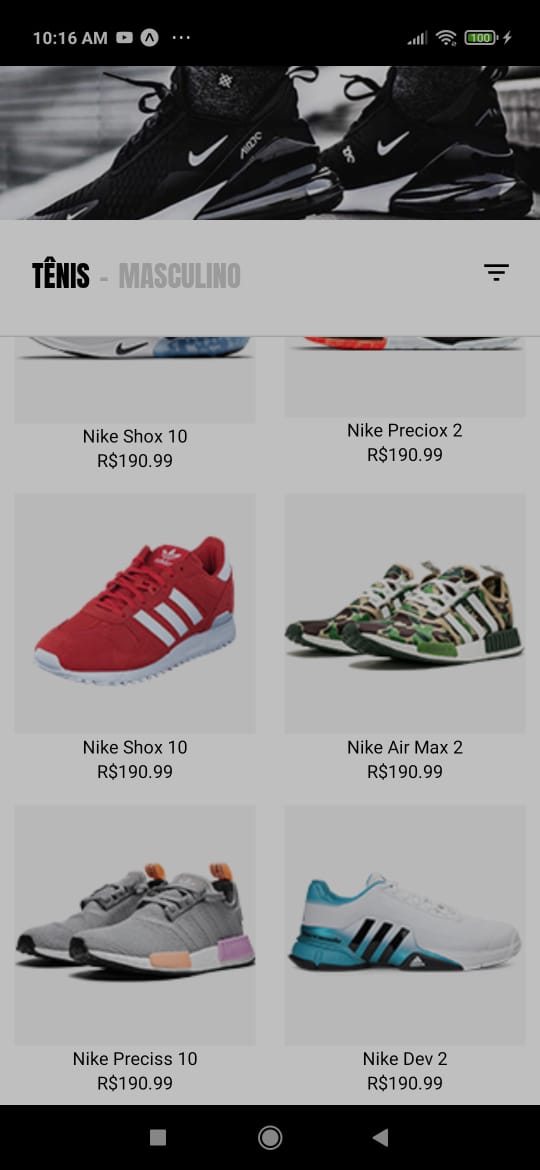 10:16 AM
100
TÊNIS - MASCULINO
Nike Shox 10
R$190.99
Nike Preciox 2
R$190.99
Nike Shox 10
R$190.99
Nike Air Max 2
R$190.99
Nike Preciss 10
R$190.99
Nike Dev 2
R$190.99